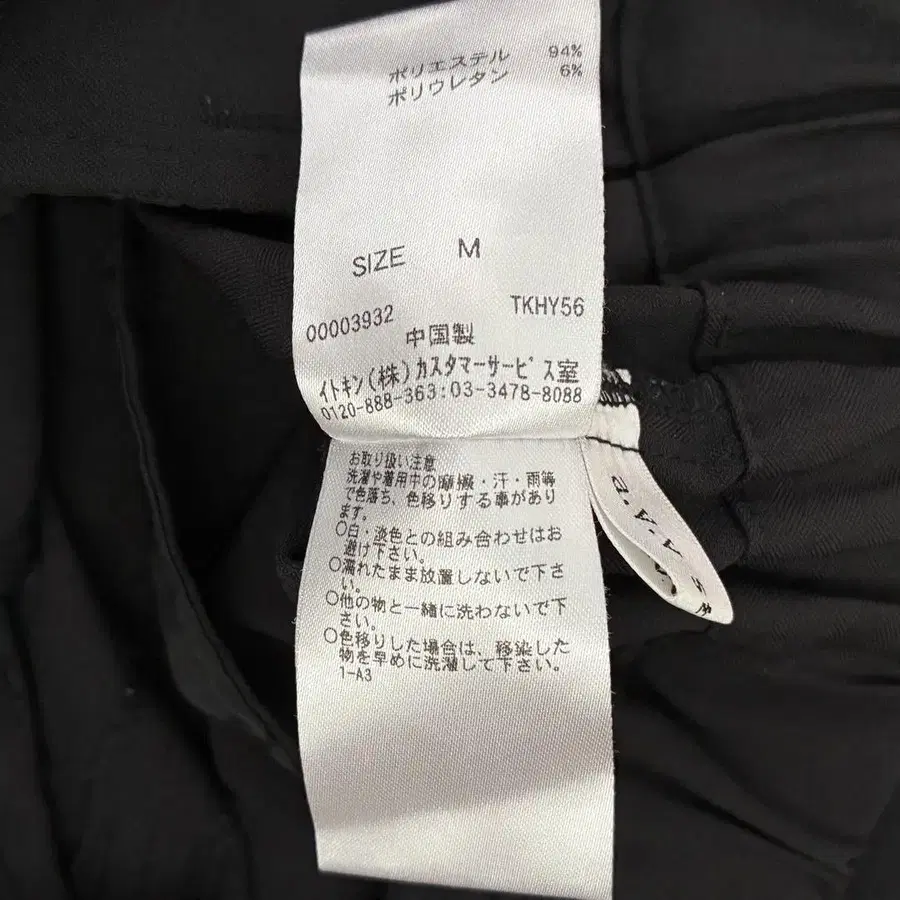 ポリエステル 94%
ポリウレタン 6%
SIZE M
00003932 TKHY56
中国製
イトキン(株)カスタマーサービス室
0120-888-363:03-3478-8088
お取り扱い注意
洗濯や着用中の摩擦・汗・雨等
で色落ち、色移りする事があり
ます。
○白・淡色との組み合わせはお
避け下さい。
○濡れたまま放置しないで下さ
い。
○他の物と一緒に洗わないで下
さい。
○色移りした場合は、移染した
物を早めに洗濯して下さい。
1-A3